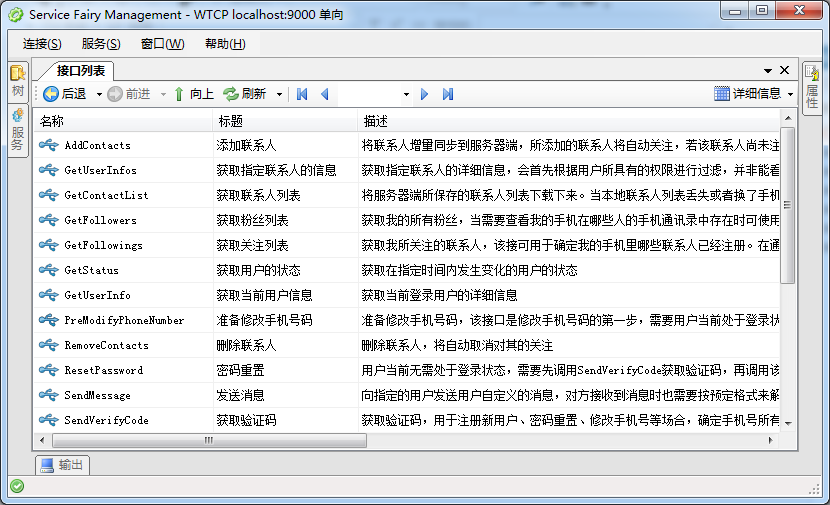 Service Fairy Management - WTCP localhost:9000 单向
连接(S) 服务(S) 窗口(W) 帮助(H)
接口列表
树
服务
属性
后退 前进 向上 刷新 详细信息
名称 标题 描述
AddContacts 添加联系人 将联系人增量同步到服务器端，所添加的联系人将自动关注，若该联系人尚未注
GetUserInfos 获取指定联系人的信息 获取指定联系人的详细信息，会首先根据用户所具有的权限进行过滤，并非能看
GetContactList 获取联系人列表 将服务器端所保存的联系人列表下载下来。当本地联系人列表丢失或者换了手机
GetFollowers 获取粉丝列表 获取我的所有粉丝，当需要查看我的手机在哪些人的手机通讯录中存在时可使用
GetFollowings 获取关注列表 获取我所关注的联系人，该接可用于确定我的手机里哪些联系人已经注册。在通
GetStatus 获取用户的状态 获取在指定时间内发生变化的用户的状态
GetUserInfo 获取当前用户信息 获取当前登录用户的详细信息
PreModifyPhoneNumber 准备修改手机号码 准备修改手机号码，该接口是修改手机号码的第一步，需要用户当前处于登录状
RemoveContacts 删除联系人 删除联系人，将自动取消对其的关注
ResetPassword 密码重置 用户当前无需处于登录状态，需要先调用SendVerifyCode获取验证码，再调用该
SendMessage 发送消息 向指定的用户发送用户自定义的消息，对方接收到消息时也需要按预定格式来解
SendVerifyCode 获取验证码 获取验证码，用于注册新用户、密码重置、修改手机号等场合，确定手机号所有
输出